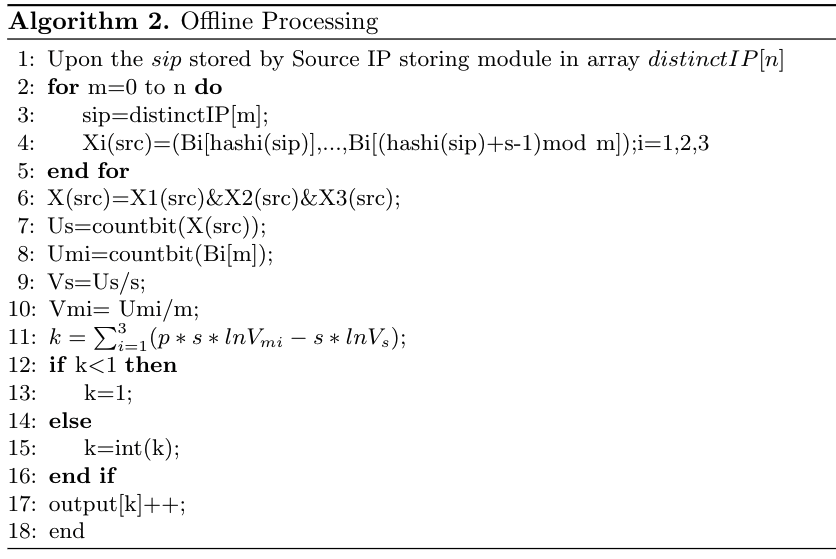 Algorithm 2. Offline Processing
1: Upon the sip stored by Source IP storing module in array distinctIP[n]
2: for m=0 to n do
3: sip=distinctIP[m];
4: Xi(src)=(Bi[hashi(sip)],...,Bi[(hashi(sip)+s-1)mod m]);i=1,2,3
5: end for
6: X(src)=X1(src)&X2(src)&X3(src);
7: Us=countbit(X(src));
8: Umi=countbit(Bi[m]);
9: Vs=Us/s;
10: Vmi= Umi/m;
11: k = ∑_{i=1}^{3}(p ∗ s ∗ lnV_{mi} − s ∗ lnV_s);
12: if k<1 then
13: k=1;
14: else
15: k=int(k);
16: end if
17: output[k]++;
18: end